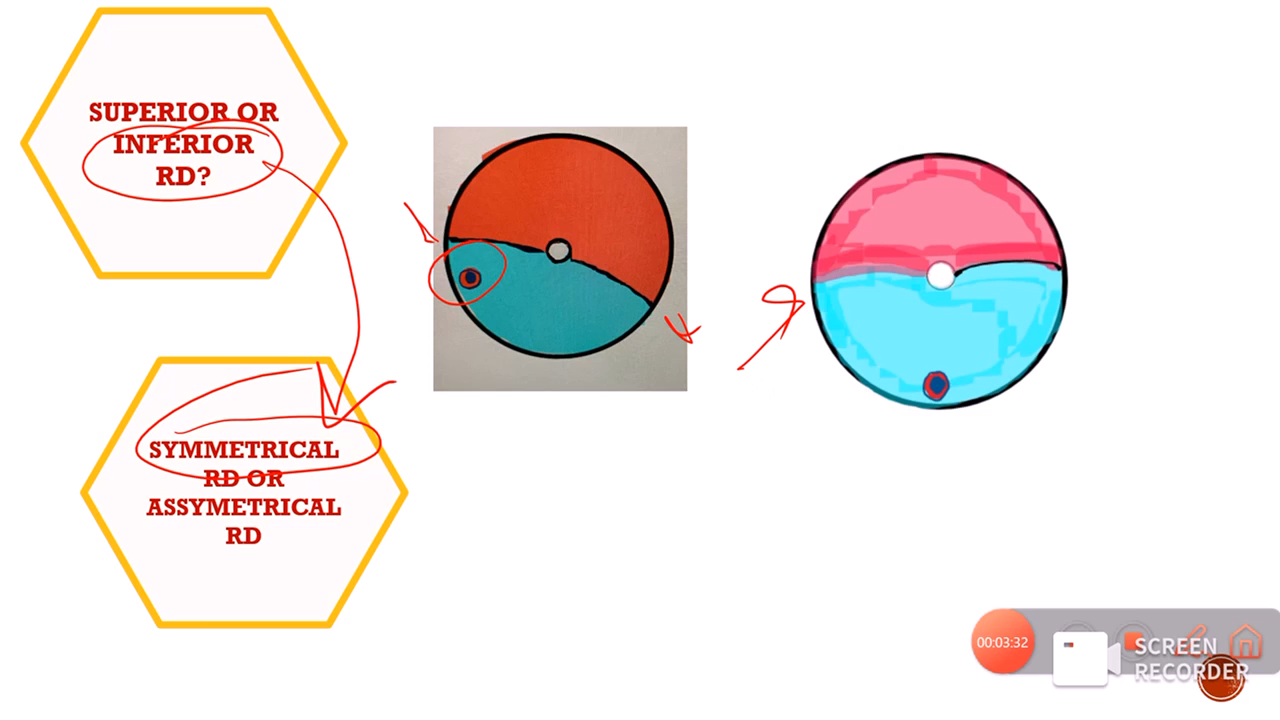 SUPERIOR OR
INFERIOR
RD?
SYMMETRICAL
RD OR
ASSYMETRICAL
RD
00:03:32
SCREEN
RECORDER